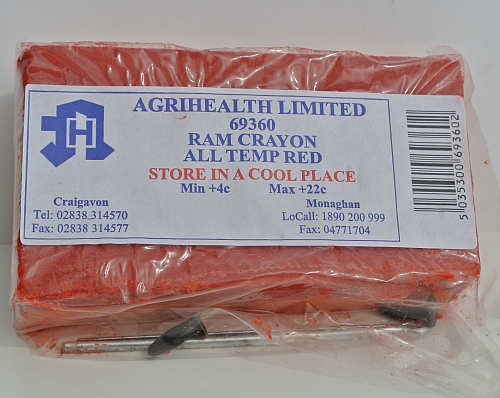 H
AGRIHEALTH LIMITED
69360
RAM CRAYON
ALL TEMP RED
STORE IN A COOL PLACE
Min +4c Max +22c
Craigavon
Tel: 02838 314570
Fax: 02838 314577
Monaghan
LoCall: 1890 200 999
Fax: 04771704
5 035300 693602